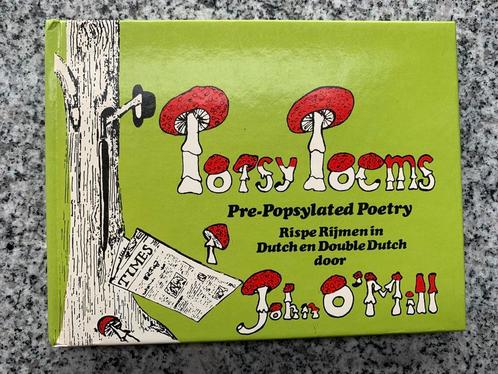 Popsy Poems
Pre-Popsylated Poetry
Rispe Rijmen in
Dutch en Double Dutch
door
John O'Mill
TIMES